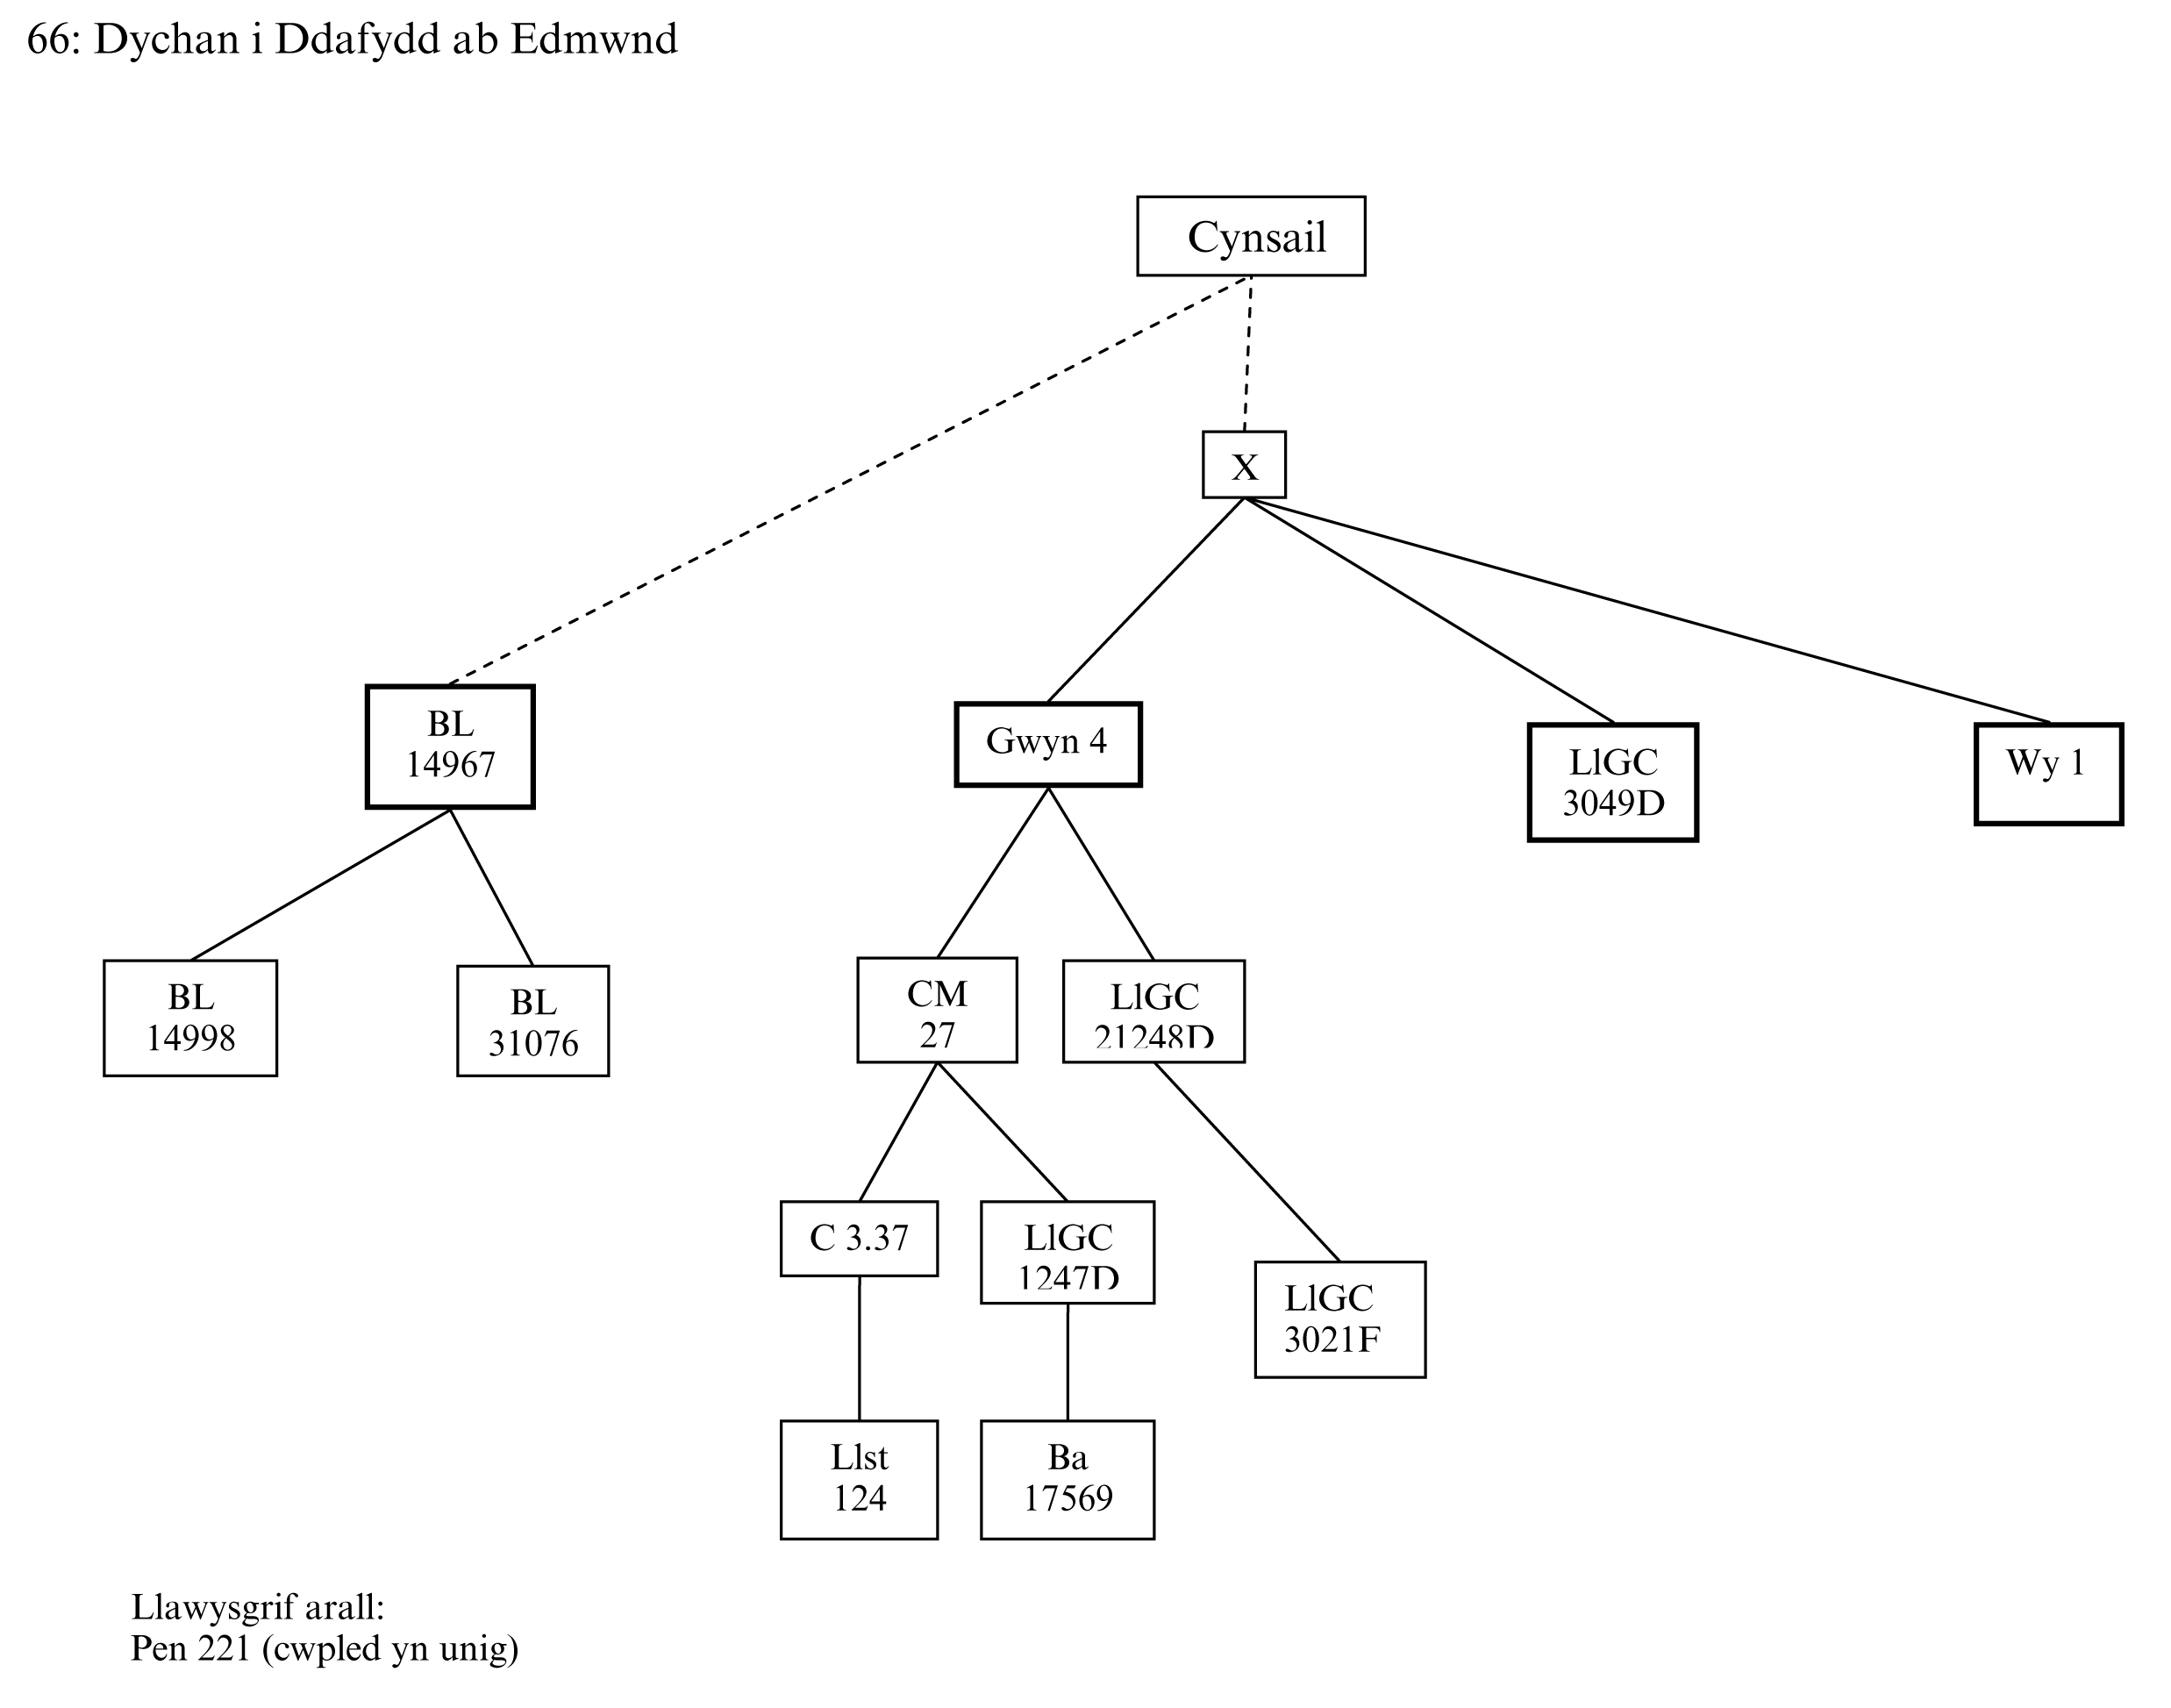 66: Dychan i Ddafydd ab Edmwnd
Cynsail
X
BL
14967
Gwyn 4
LlGC
3049D
Wy 1
BL
14998
BL
31076
CM
27
LlGC
21248D
C 3.37
LlGC
1247D
LlGC
3021F
Llst
124
Ba
17569
Llawysgrif arall:
Pen 221 (cwpled yn unig)